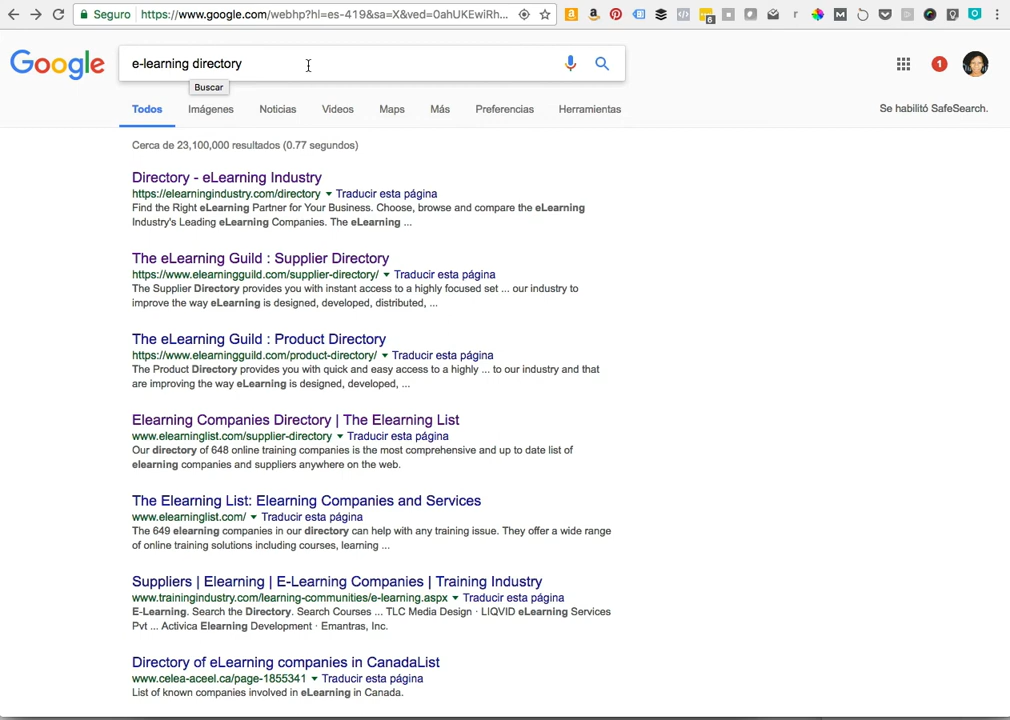 Seguro https://www.google.com/webhp?hl=es-419&sa=X&ved=0ahUKEwiRh...
Google
e-learning directory
1
Buscar
Todos Imágenes Noticias Videos Maps Más Preferencias Herramientas Se habilitó SafeSearch.
Cerca de 23,100,000 resultados (0.77 segundos)
Directory - eLearning Industry
https://elearningindustry.com/directory Traducir esta página
Find the Right eLearning Partner for Your Business. Choose, browse and compare the eLearning
Industry's Leading eLearning Companies. The eLearning ...
The eLearning Guild : Supplier Directory
https://www.elearningguild.com/supplier-directory/ Traducir esta página
The Supplier Directory provides you with instant access to a highly focused set ... our industry to
improve the way eLearning is designed, developed, distributed, ...
The eLearning Guild : Product Directory
https://www.elearningguild.com/product-directory/ Traducir esta página
The Product Directory provides you with quick and easy access to a highly ... to our industry and that
are improving the way eLearning is designed, developed, ...
Elearning Companies Directory | The Elearning List
www.elearninglist.com/supplier-directory Traducir esta página
Our directory of 648 online training companies is the most comprehensive and up to date list of
elearning companies and suppliers anywhere on the web.
The Elearning List: Elearning Companies and Services
www.elearninglist.com/ Traducir esta página
The 649 elearning companies in our directory can help with any training issue. They offer a wide range
of online training solutions including courses, learning ...
Suppliers | Elearning | E-Learning Companies | Training Industry
www.trainingindustry.com/learning-communities/e-learning.aspx Traducir esta página
E-Learning. Search the Directory. Search Courses ... TLC Media Design · LIQVID eLearning Services
Pvt ... Activica Elearning Development · Emantras, Inc.
Directory of eLearning companies in CanadaList
www.celea-aceel.ca/page-1855341 Traducir esta página
List of known companies involved in eLearning in Canada.